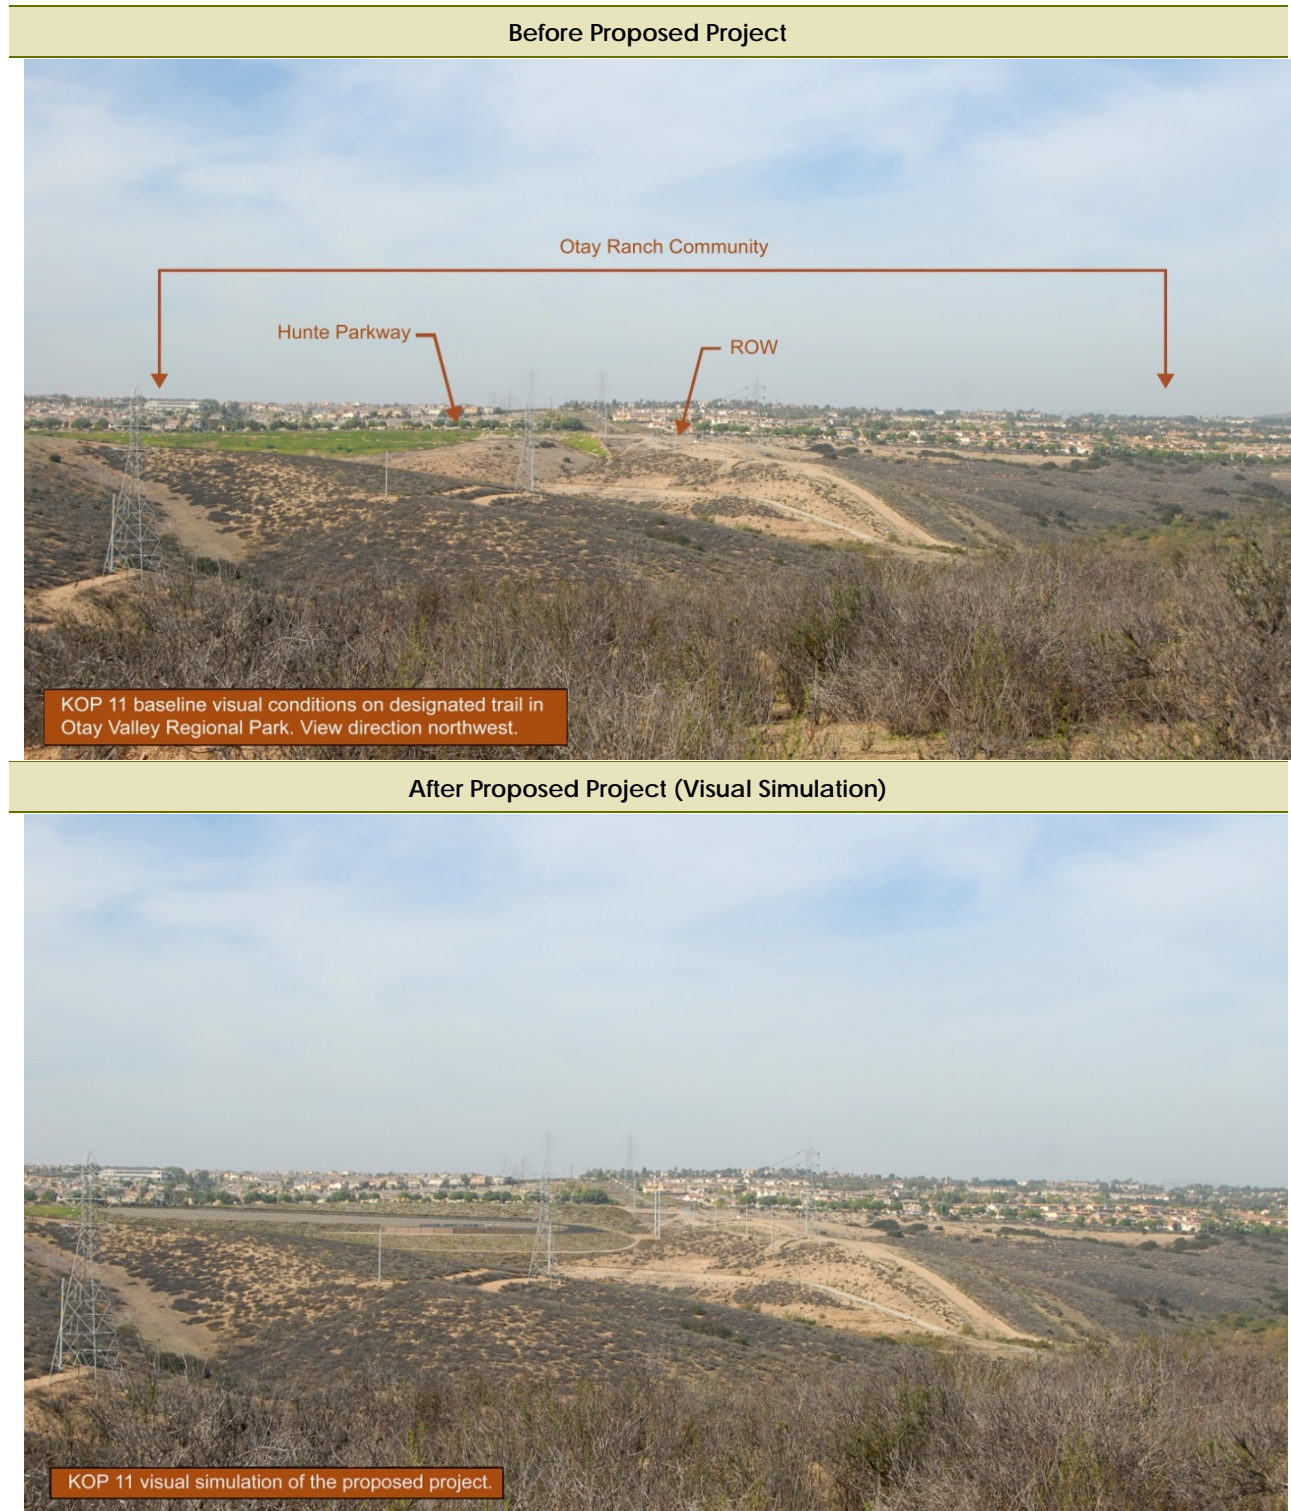 Before Proposed Project
Otay Ranch Community
Hunte Parkway
ROW
KOP 11 baseline visual conditions on designated trail in
Otay Valley Regional Park. View direction northwest.
After Proposed Project (Visual Simulation)
KOP 11 visual simulation of the proposed project.